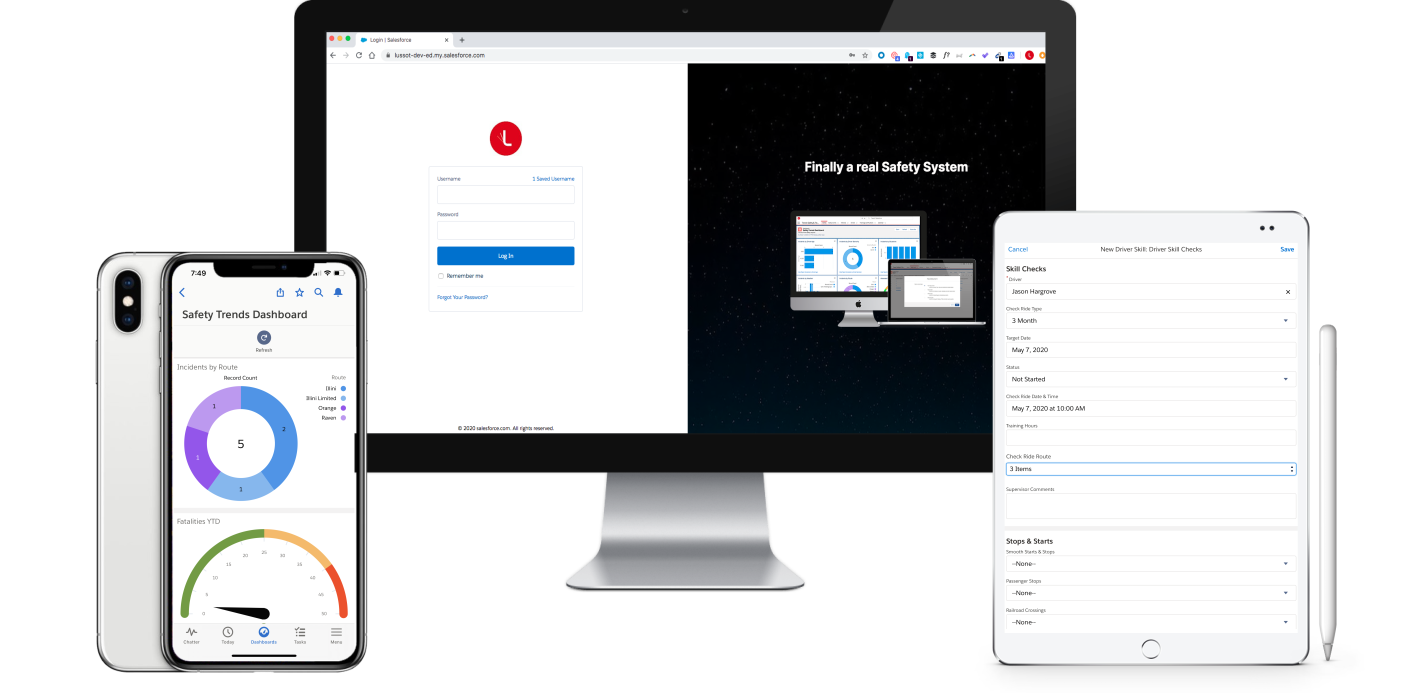 Login | Salesforce
lussot-dev-ed.my.salesforce.com
L
Username
1 Saved Username
Password
Log In
Remember me
Forgot Your Password?
© 2020 salesforce.com. All rights reserved.
Finally a real Safety System
7:49
Safety Trends Dashboard
Refresh
Incidents by Route
Record Count
Route
Illini
Illini Limited
Orange
Raven
1
2
5
1
1
Fatalities YTD
20
25
30
15
35
10
40
5
45
0
50
Chatter
Today
Dashboards
Tasks
Menu
Cancel
New Driver Skill: Driver Skill Checks
Save
Skill Checks
*Driver
Jason Hargrove
Check Ride Type
3 Month
Target Date
May 7, 2020
Status
Not Started
Check Ride Date & Time
May 7, 2020 at 10:00 AM
Training Hours
Check Ride Route
3 Items
Supervisor Comments
Stops & Starts
Smooth Starts & Stops
--None--
Passenger Stops
--None--
Railroad Crossings
--None--